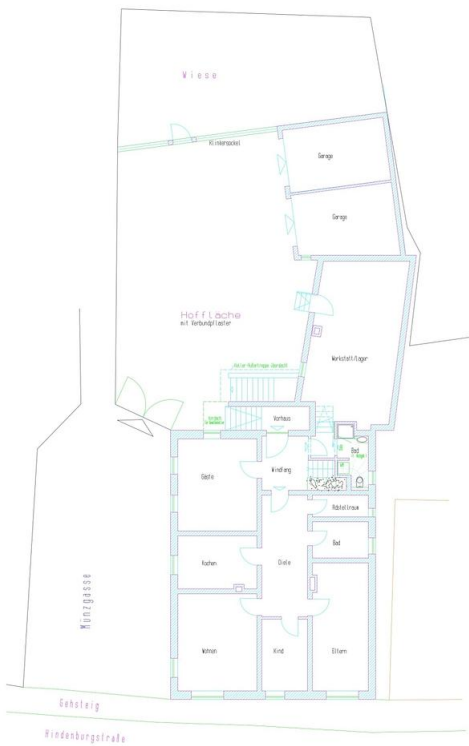 Wiese
Klinkersockel
Garage
Garage
Hoffläche
mit Verbundpflaster
Werkstatt/Lager
Vorhaus
Bad
Windfang
Gäste
Abstellraum
Bad
Kochen
Diele
Wohnen
Kind
Eltern
Münzgasse
Gehsteig
Hindenburgstraße